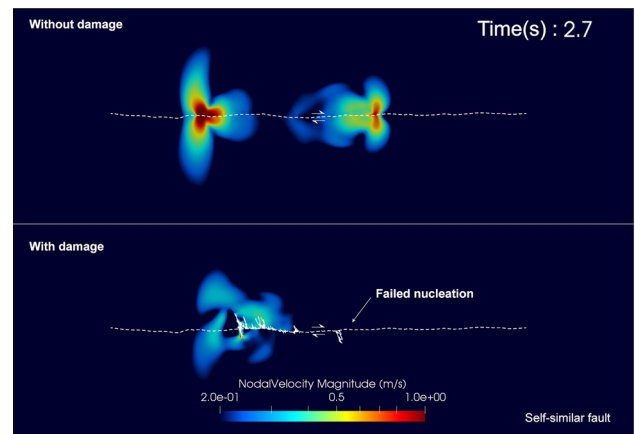 Without damage
Time(s) : 2.7
With damage
Failed nucleation
NodalVelocity Magnitude (m/s)
2.0e-01 0.5 1.0e+00
Self-similar fault